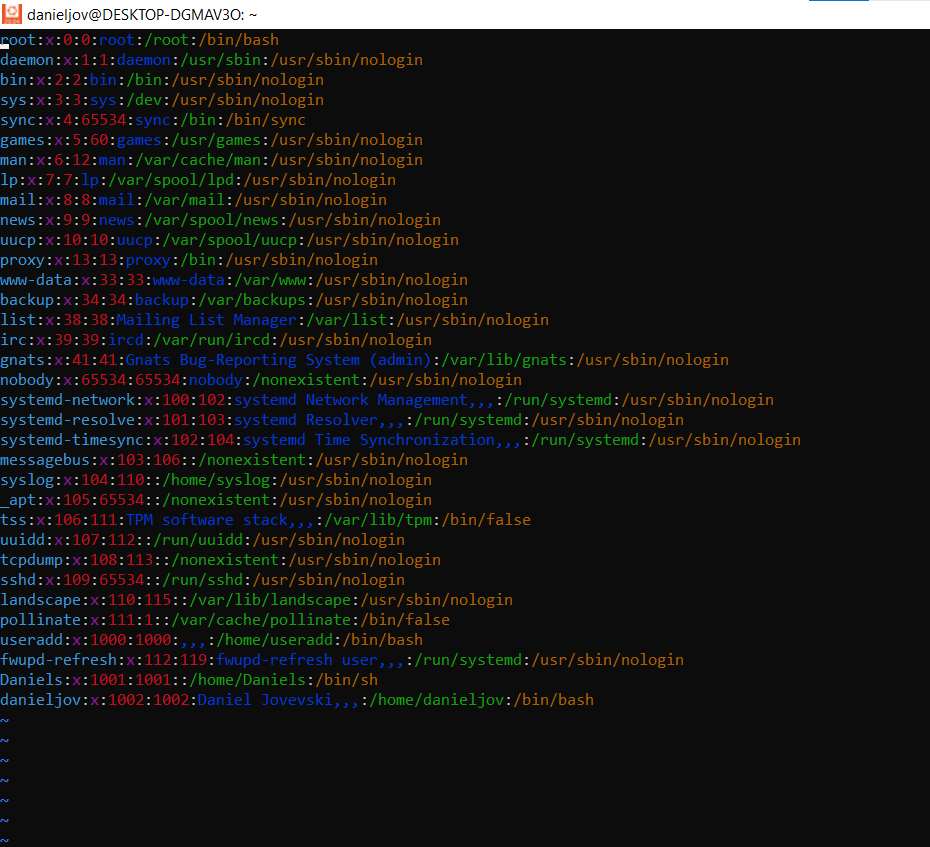 danieljov@DESKTOP-DGMAV3O: ~
root:x:0:0:root:/root:/bin/bash
daemon:x:1:1:daemon:/usr/sbin:/usr/sbin/nologin
bin:x:2:2:bin:/bin:/usr/sbin/nologin
sys:x:3:3:sys:/dev:/usr/sbin/nologin
sync:x:4:65534:sync:/bin:/bin/sync
games:x:5:60:games:/usr/games:/usr/sbin/nologin
man:x:6:12:man:/var/cache/man:/usr/sbin/nologin
lp:x:7:7:lp:/var/spool/lpd:/usr/sbin/nologin
mail:x:8:8:mail:/var/mail:/usr/sbin/nologin
news:x:9:9:news:/var/spool/news:/usr/sbin/nologin
uucp:x:10:10:uucp:/var/spool/uucp:/usr/sbin/nologin
proxy:x:13:13:proxy:/bin:/usr/sbin/nologin
www-data:x:33:33:www-data:/var/www:/usr/sbin/nologin
backup:x:34:34:backup:/var/backups:/usr/sbin/nologin
list:x:38:38:Mailing List Manager:/var/list:/usr/sbin/nologin
irc:x:39:39:ircd:/var/run/ircd:/usr/sbin/nologin
gnats:x:41:41:Gnats Bug-Reporting System (admin):/var/lib/gnats:/usr/sbin/nologin
nobody:x:65534:65534:nobody:/nonexistent:/usr/sbin/nologin
systemd-network:x:100:102:systemd Network Management,,,:/run/systemd:/usr/sbin/nologin
systemd-resolve:x:101:103:systemd Resolver,,,:/run/systemd:/usr/sbin/nologin
systemd-timesync:x:102:104:systemd Time Synchronization,,,:/run/systemd:/usr/sbin/nologin
messagebus:x:103:106::/nonexistent:/usr/sbin/nologin
syslog:x:104:110::/home/syslog:/usr/sbin/nologin
_apt:x:105:65534::/nonexistent:/usr/sbin/nologin
tss:x:106:111:TPM software stack,,,:/var/lib/tpm:/bin/false
uuidd:x:107:112::/run/uuidd:/usr/sbin/nologin
tcpdump:x:108:113::/nonexistent:/usr/sbin/nologin
sshd:x:109:65534::/run/sshd:/usr/sbin/nologin
landscape:x:110:115::/var/lib/landscape:/usr/sbin/nologin
pollinate:x:111:1::/var/cache/pollinate:/bin/false
useradd:x:1000:1000:,,,:/home/useradd:/bin/bash
fwupd-refresh:x:112:119:fwupd-refresh user,,,:/run/systemd:/usr/sbin/nologin
Daniels:x:1001:1001::/home/Daniels:/bin/sh
danieljov:x:1002:1002:Daniel Jovevski,,,:/home/danieljov:/bin/bash
~
~
~
~
~
~
~